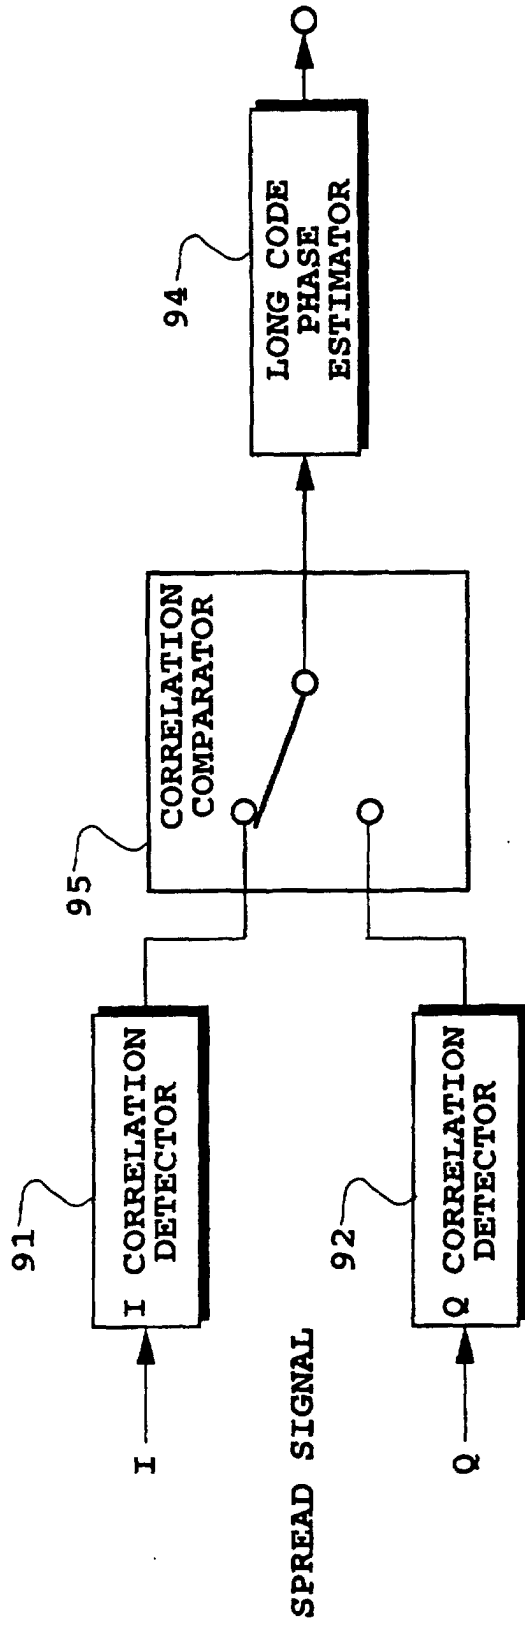 SPREAD SIGNAL
I
91
I CORRELATION
DETECTOR
Q
92
Q CORRELATION
DETECTOR
95
CORRELATION
COMPARATOR
94
LONG CODE
PHASE
ESTIMATOR